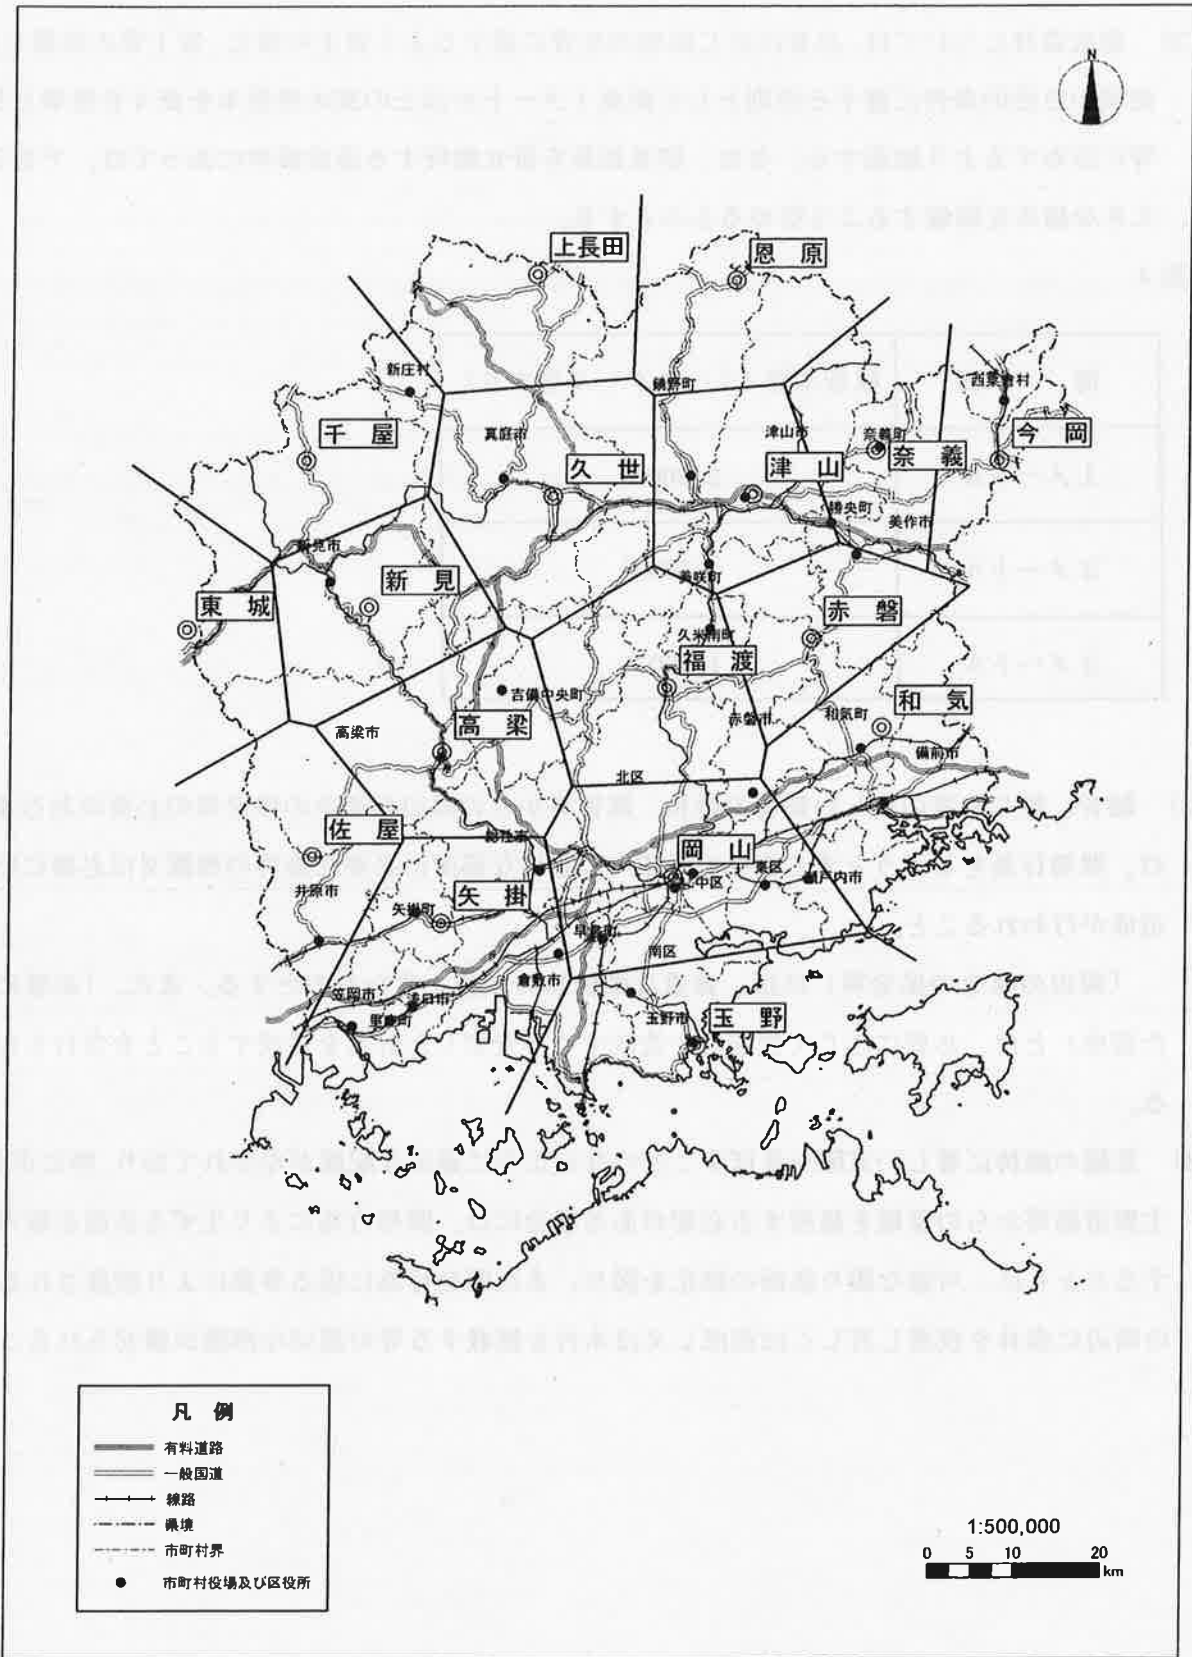 N
上長田
恩原
新庄村
鏡野町
西粟倉村
千屋
真庭市
久世
津山市
津山
奈義町
奈義
今岡
勝央町
美作市
新見市
新見
美咲町
東城
赤磐
久米南町
福渡
吉備中央町
高梁市
高梁
赤磐市
和気町
和気
備前市
北区
佐屋
総社市
岡山
中区
東区
瀬戸内市
井原市
矢掛町
矢掛
早島町
南区
倉敷市
笠岡市
浅口市
里庄町
玉野市
玉野
凡例
有料道路
一般国道
線路
県境
市町村界
市町村役場及び区役所
1:500,000
0 5 10 20
km